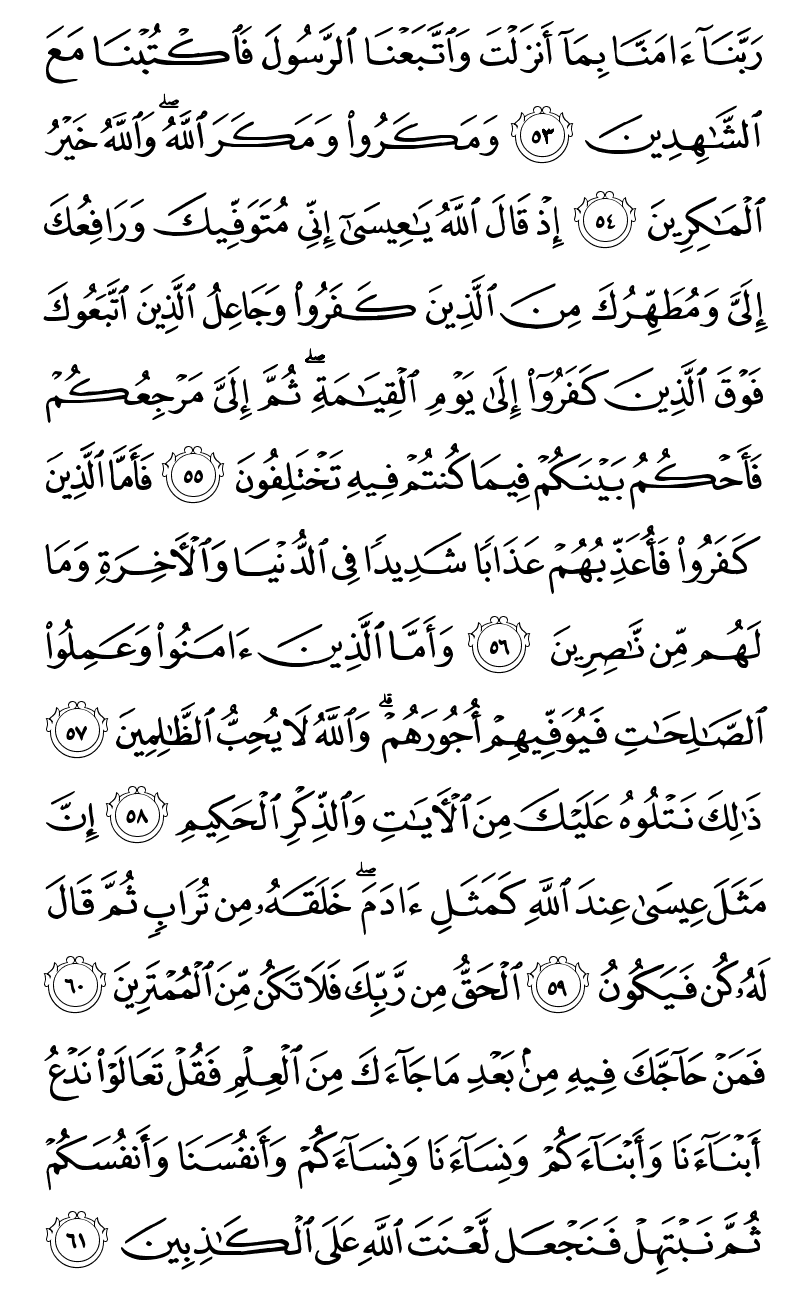 رَبَّنَآ ءَامَنَّا بِمَآ أَنزَلْتَ وَٱتَّبَعْنَا ٱلرَّسُولَ فَٱكْتُبْنَا مَعَ
ٱلشَّٰهِدِينَ ٥٣ وَمَكَرُوا۟ وَمَكَرَ ٱللَّهُ ۖ وَٱللَّهُ خَيْرُ
ٱلْمَٰكِرِينَ ٥٤ إِذْ قَالَ ٱللَّهُ يَٰعِيسَىٰٓ إِنِّى مُتَوَفِّيكَ وَرَافِعُكَ
إِلَىَّ وَمُطَهِّرُكَ مِنَ ٱلَّذِينَ كَفَرُوا۟ وَجَاعِلُ ٱلَّذِينَ ٱتَّبَعُوكَ
فَوْقَ ٱلَّذِينَ كَفَرُوٓا۟ إِلَىٰ يَوْمِ ٱلْقِيَٰمَةِ ۖ ثُمَّ إِلَىَّ مَرْجِعُكُمْ
فَأَحْكُمُ بَيْنَكُمْ فِيمَا كُنتُمْ فِيهِ تَخْتَلِفُونَ ٥٥ فَأَمَّا ٱلَّذِينَ
كَفَرُوا۟ فَأُعَذِّبُهُمْ عَذَابًا شَدِيدًا فِى ٱلدُّنْيَا وَٱلْءَاخِرَةِ وَمَا
لَهُم مِّن نَّٰصِرِينَ ٥٦ وَأَمَّا ٱلَّذِينَ ءَامَنُوا۟ وَعَمِلُوا۟
ٱلصَّٰلِحَٰتِ فَيُوَفِّيهِمْ أُجُورَهُمْ ۗ وَٱللَّهُ لَا يُحِبُّ ٱلظَّٰلِمِينَ ٥٧
ذَٰلِكَ نَتْلُوهُ عَلَيْكَ مِنَ ٱلْءَايَٰتِ وَٱلذِّكْرِ ٱلْحَكِيمِ ٥٨ إِنَّ
مَثَلَ عِيسَىٰ عِندَ ٱللَّهِ كَمَثَلِ ءَادَمَ ۖ خَلَقَهُۥ مِن تُرَابٍ ثُمَّ قَالَ
لَهُۥ كُن فَيَكُونُ ٥٩ ٱلْحَقُّ مِن رَّبِّكَ فَلَا تَكُن مِّنَ ٱلْمُمْتَرِينَ ٦٠
فَمَنْ حَآجَّكَ فِيهِ مِنۢ بَعْدِ مَا جَآءَكَ مِنَ ٱلْعِلْمِ فَقُلْ تَعَالَوْا۟ نَدْعُ
أَبْنَآءَنَا وَأَبْنَآءَكُمْ وَنِسَآءَنَا وَنِسَآءَكُمْ وَأَنفُسَنَا وَأَنفُسَكُمْ
ثُمَّ نَبْتَهِلْ فَنَجْعَل لَّعْنَتَ ٱللَّهِ عَلَى ٱلْكَٰذِبِينَ ٦١